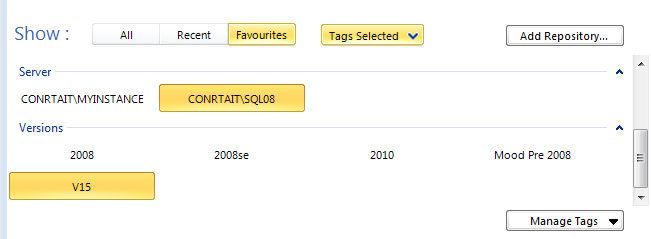 Show : All Recent Favourites Tags Selected Add Repository...
Server
CONRTAIT\MYINSTANCE CONRTAIT\SQL08
Versions
2008 2008se 2010 Mood Pre 2008
V15
Manage Tags